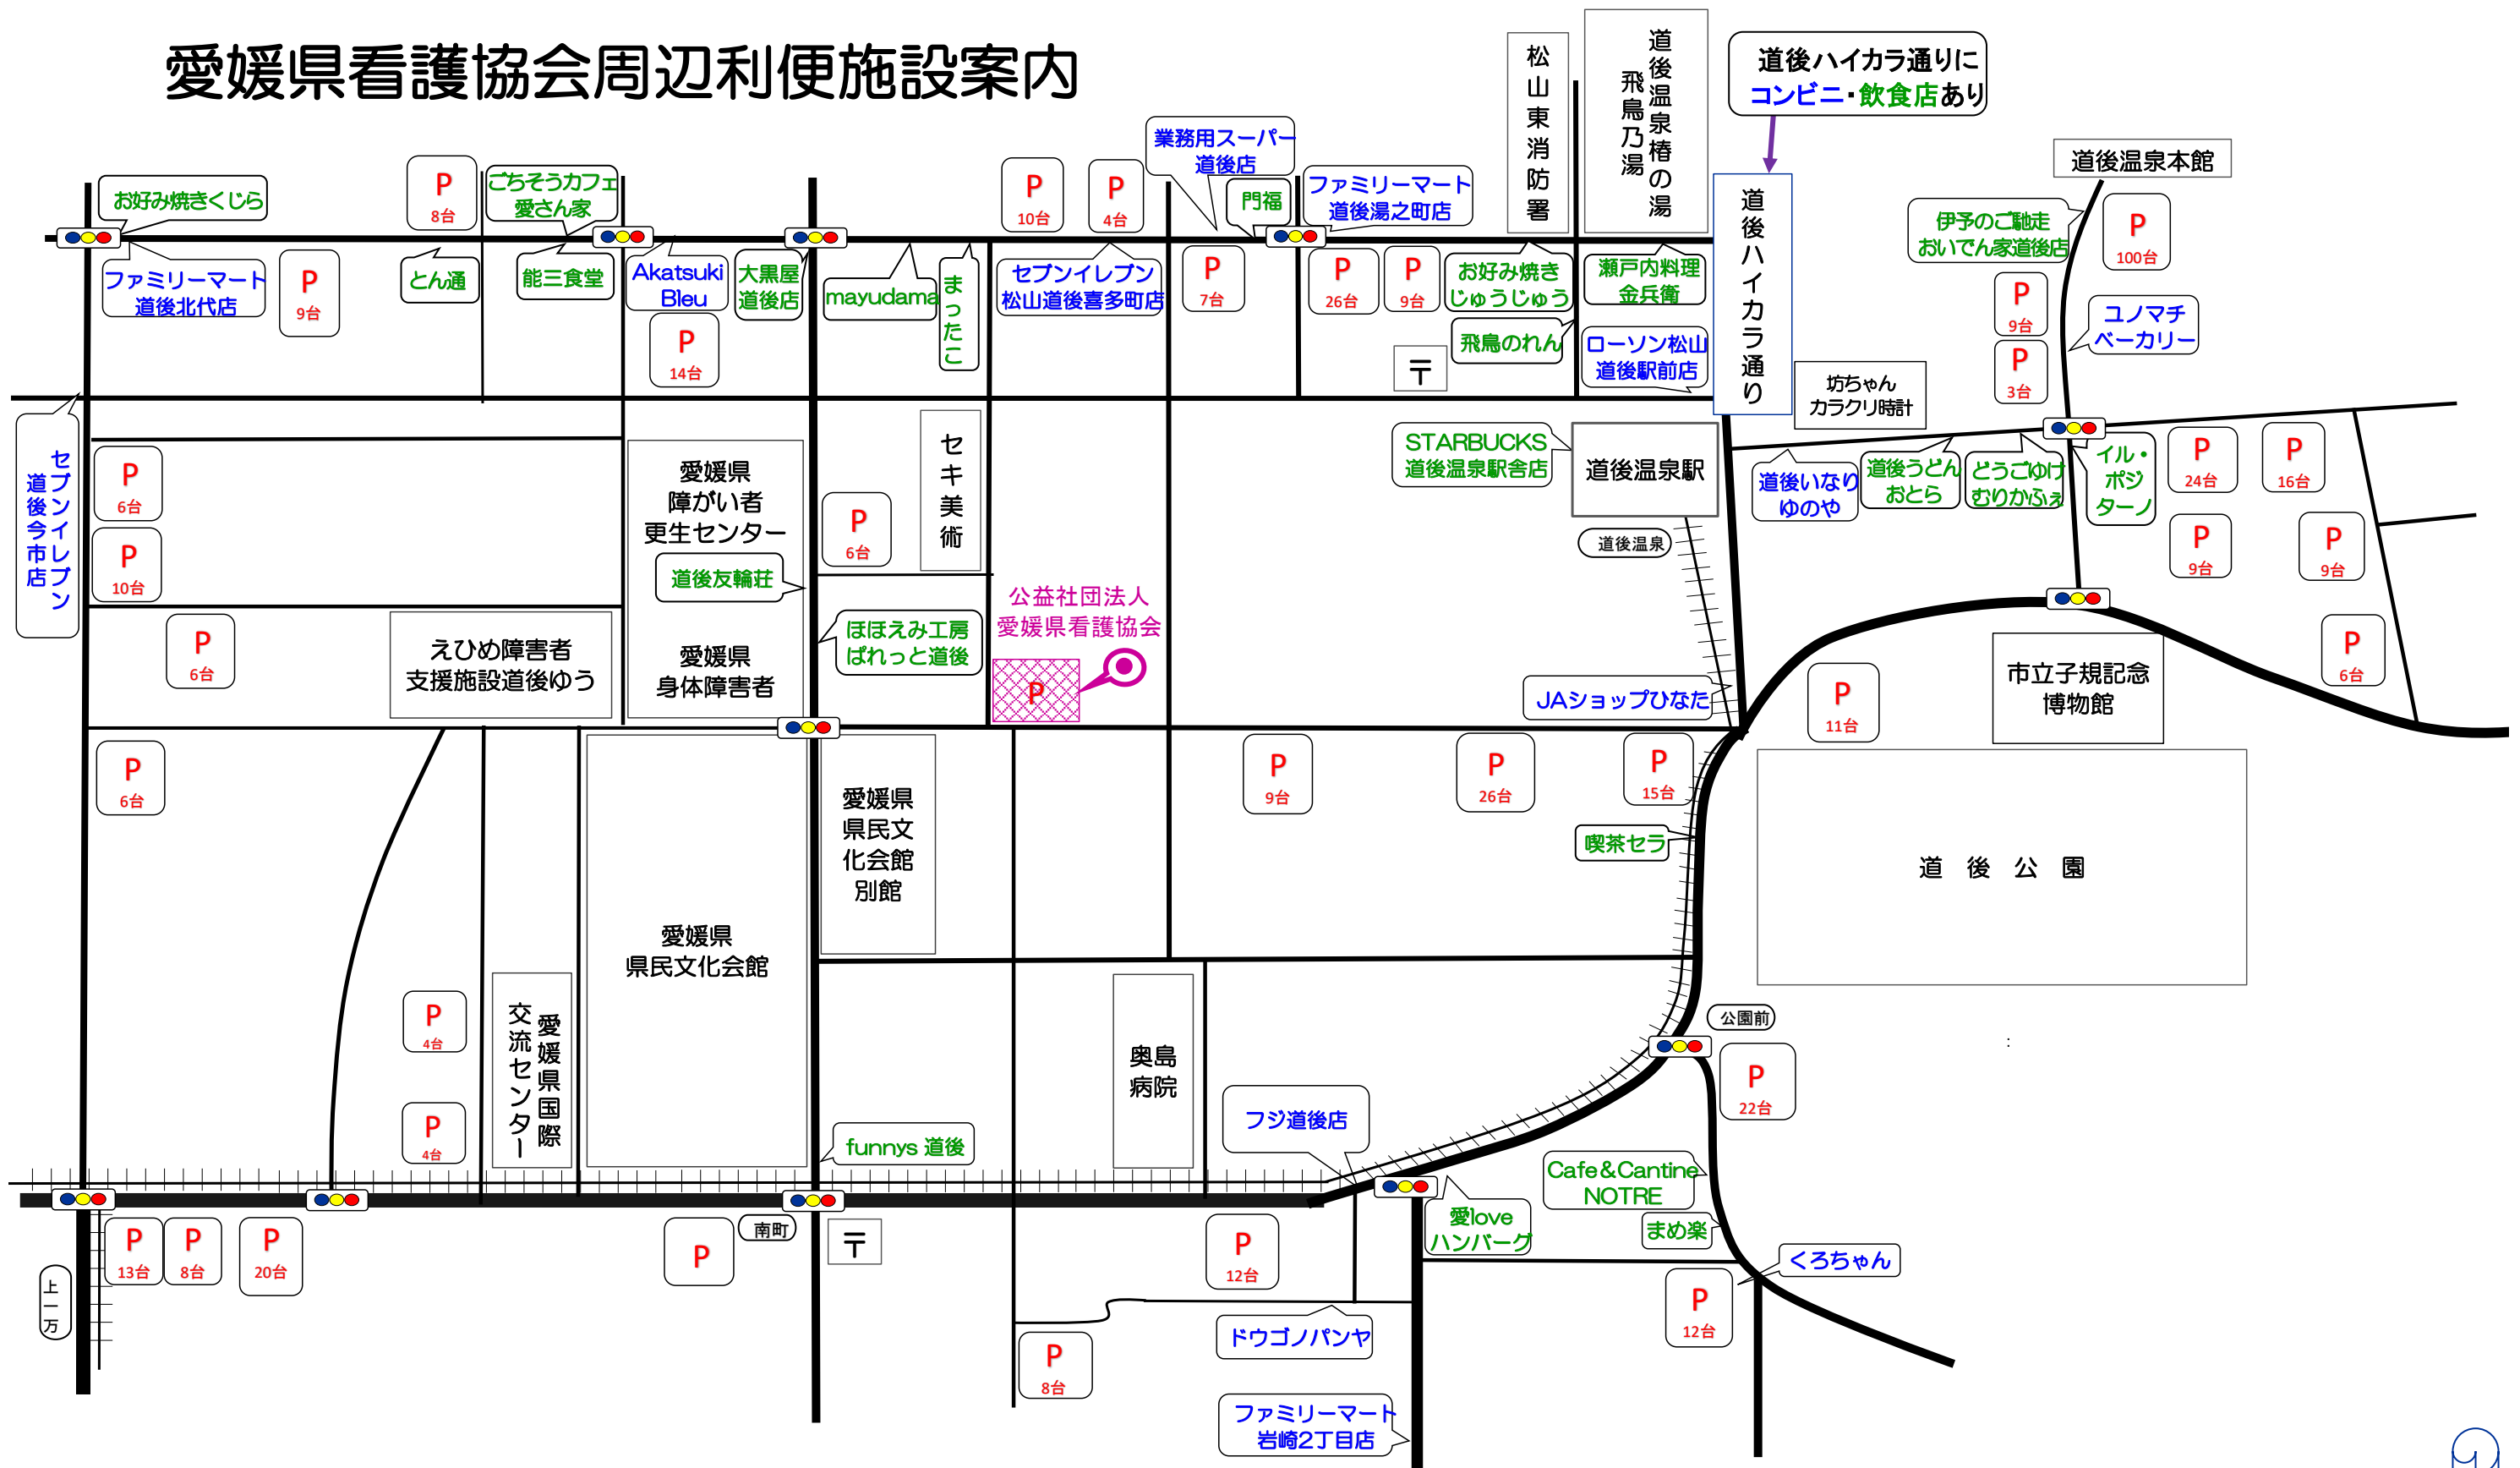 愛媛県看護協会周辺利便施設案内
松山東消防署
道後温泉椿の湯
飛鳥乃湯
道後ハイカラ通りに
コンビニ・飲食店あり
道後温泉本館
お好み焼きくじら
P
8台
ごちそうカフェ
愛さん家
P
10台
P
4台
業務用スーパー
道後店
門福
ファミリーマート
道後湯之町店
道後ハイカラ通り
伊予のご馳走
おいでん家道後店
P
100台
ファミリーマート
道後北代店
P
9台
とん通
能三食堂
Akatsuki
Bleu
P
14台
大黒屋
道後店
mayudama
まったこ
セブンイレブン
松山道後喜多町店
P
7台
P
26台
P
9台
お好み焼き
じゅうじゅう
瀬戸内料理
金兵衛
飛鳥のれん
〒
ローソン松山
道後駅前店
P
9台
P
3台
ユノマチ
ベーカリー
坊ちゃん
カラクリ時計
セブンイレブン
道後今市店
P
6台
P
10台
P
6台
えひめ障害者
支援施設道後ゆう
愛媛県
障がい者
更生センター
道後友輪荘
愛媛県
身体障害者
P
6台
セキ美術
ほほえみ工房
ぱれっと道後
公益社団法人
愛媛県看護協会
P
STARBUCKS
道後温泉駅舎店
道後温泉駅
道後温泉
JAショップひなた
道後いなり
ゆのや
道後うどん
おとら
どうごゆげ
むりかふぇ
イル・
ポジ
ターノ
P
24台
P
16台
P
9台
P
9台
P
6台
P
11台
市立子規記念
博物館
P
6台
愛媛県
県民文
化会館
別館
愛媛県
県民文化会館
P
9台
P
26台
P
15台
喫茶セラ
道後公園
P
4台
P
4台
愛媛県国際
交流センター
奥島
病院
公園前
:
P
22台
funnys 道後
フジ道後店
Cafe&Cantine
NOTRE
まめ楽
愛love
ハンバーグ
くろちゃん
P
13台
P
8台
P
20台
上一万
P
南町
〒
P
12台
P
12台
ドウゴノパンヤ
P
8台
ファミリーマート
岩崎2丁目店